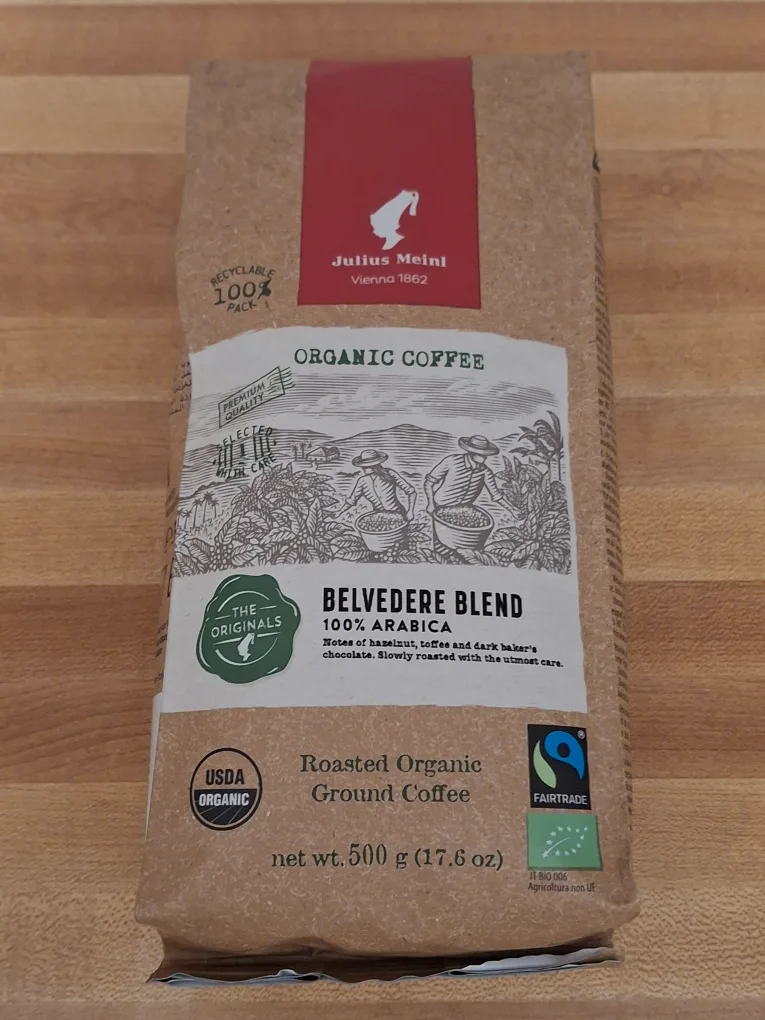 Julius Meinl
Vienna 1862
RECYCLABLE
100%
PACK
ORGANIC COFFEE
PREMIUM
QUALITY
SELECTED
WITH CARE
THE
ORIGINALS
BELVEDERE BLEND
100% ARABICA
Notes of hazelnut, toffee and dark baker's
chocolate. Slowly roasted with the utmost care.
USDA
ORGANIC
Roasted Organic
Ground Coffee
net wt. 500 g (17.6 oz)
®
FAIRTRADE
IT BIO 006
Agricoltura non UE